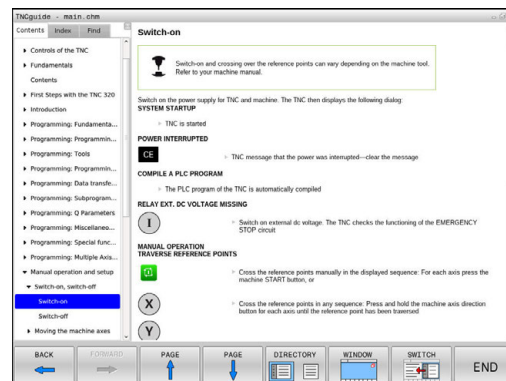 TNCguide - main.chm
Contents Index Find
Controls of the TNC
Fundamentals
Contents
First Steps with the TNC 320
Introduction
Programming: Fundamenta...
Programming: Programmin...
Programming: Tools
Programming: Programmin...
Programming: Data transfe...
Programming: Subprogram...
Programming: Q Parameters
Programming: Miscellaneo...
Programming: Special func...
Programming: Multiple Axis...
Manual operation and setup
Switch-on, switch-off
Switch-on
Switch-off
Moving the machine axes
Switch-on
Switch-on and crossing over the reference points can vary depending on the machine tool.
Refer to your machine manual.
Switch on the power supply for TNC and machine. The TNC then displays the following dialog:
SYSTEM STARTUP
TNC is started
POWER INTERRUPTED
CE
TNC message that the power was interrupted—clear the message
COMPILE A PLC PROGRAM
The PLC program of the TNC is automatically compiled
RELAY EXT. DC VOLTAGE MISSING
I
Switch on external dc voltage. The TNC checks the functioning of the EMERGENCY
STOP circuit
MANUAL OPERATION
TRAVERSE REFERENCE POINTS
Cross the reference points manually in the displayed sequence: For each axis press the
machine START button, or
X
Cross the reference points in any sequence: Press and hold the machine axis direction
button for each axis until the reference point has been traversed
Y
BACK FORWARD PAGE PAGE DIRECTORY WINDOW SWITCH END